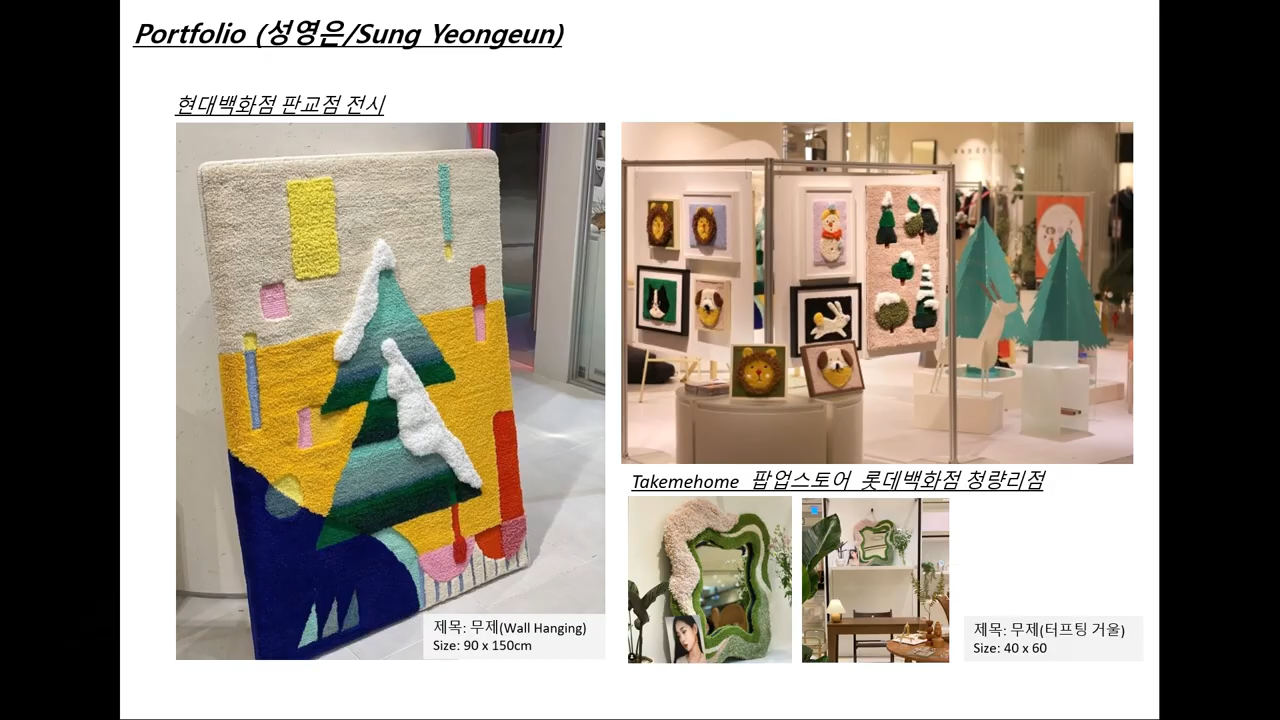 Portfolio (성영은/Sung Yeongeun)
현대백화점 판교점 전시
Takemehome 팝업스토어 롯데백화점 청량리점
제목: 무제(Wall Hanging)
Size: 90 x 150cm
제목: 무제(터프팅 거울)
Size: 40 x 60